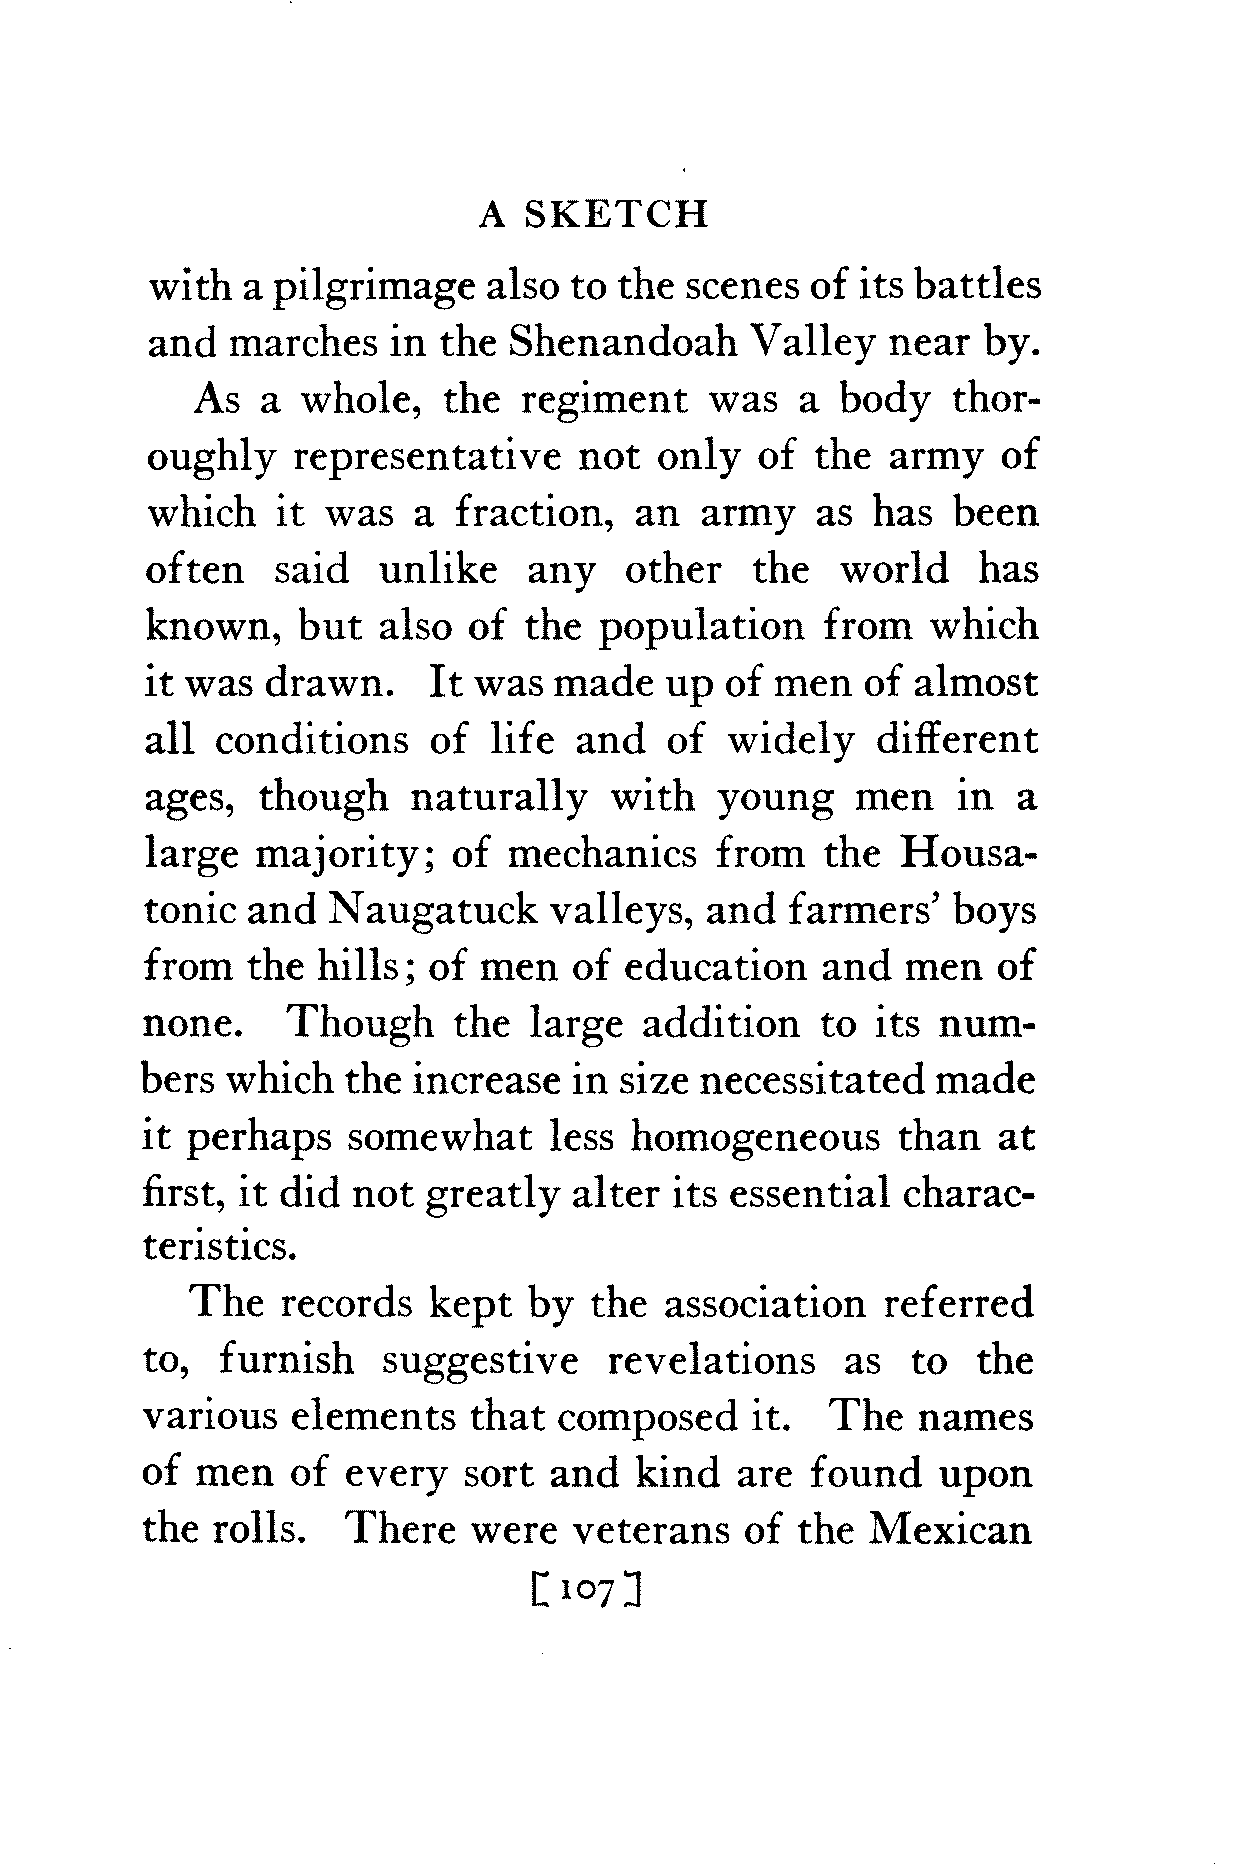 A SKETCH
with a pilgrimage also to the scenes of its battles
and marches in the Shenandoah Valley near by.
As a whole, the regiment was a body thor-
oughly representative not only of the army of
which it was a fraction, an army as has been
often said unlike any other the world has
known, but also of the population from which
it was drawn. It was made up of men of almost
all conditions of life and of widely different
ages, though naturally with young men in a
large majority; of mechanics from the Housa-
tonic and Naugatuck valleys, and farmers' boys
from the hills; of men of education and men of
none. Though the large addition to its num-
bers which the increase in size necessitated made
it perhaps somewhat less homogeneous than at
first, it did not greatly alter its essential charac-
teristics.
The records kept by the association referred
to, furnish suggestive revelations as to the
various elements that composed it. The names
of men of every sort and kind are found upon
the rolls. There were veterans of the Mexican
[107]